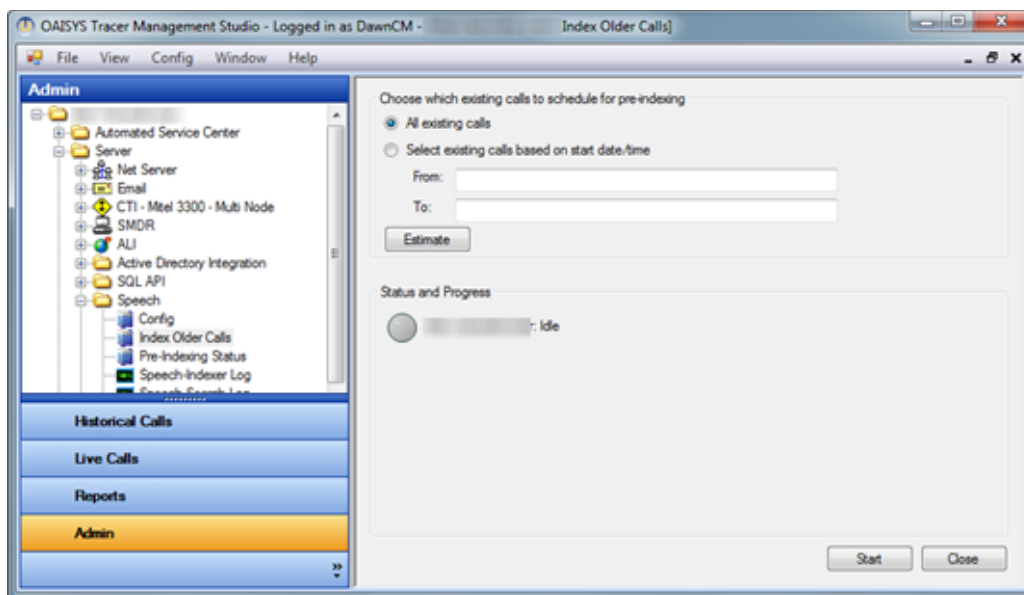 OAISYS Tracer Management Studio - Logged in as DawnCM - Index Older Calls]
File View Config Window Help
Admin
Automated Service Center
Server
Net Server
Email
CTI - Mitel 3300 - Multi Node
SMDR
ALI
Active Directory Integration
SQL API
Speech
Config
Index Older Calls
Pre-Indexing Status
Speech-Indexer Log
Speech-Search Log
Historical Calls
Live Calls
Reports
Admin
Choose which existing calls to schedule for pre-indexing
All existing calls
Select existing calls based on start date/time
From:
To:
Estimate
Status and Progress
r: Idle
Start Close